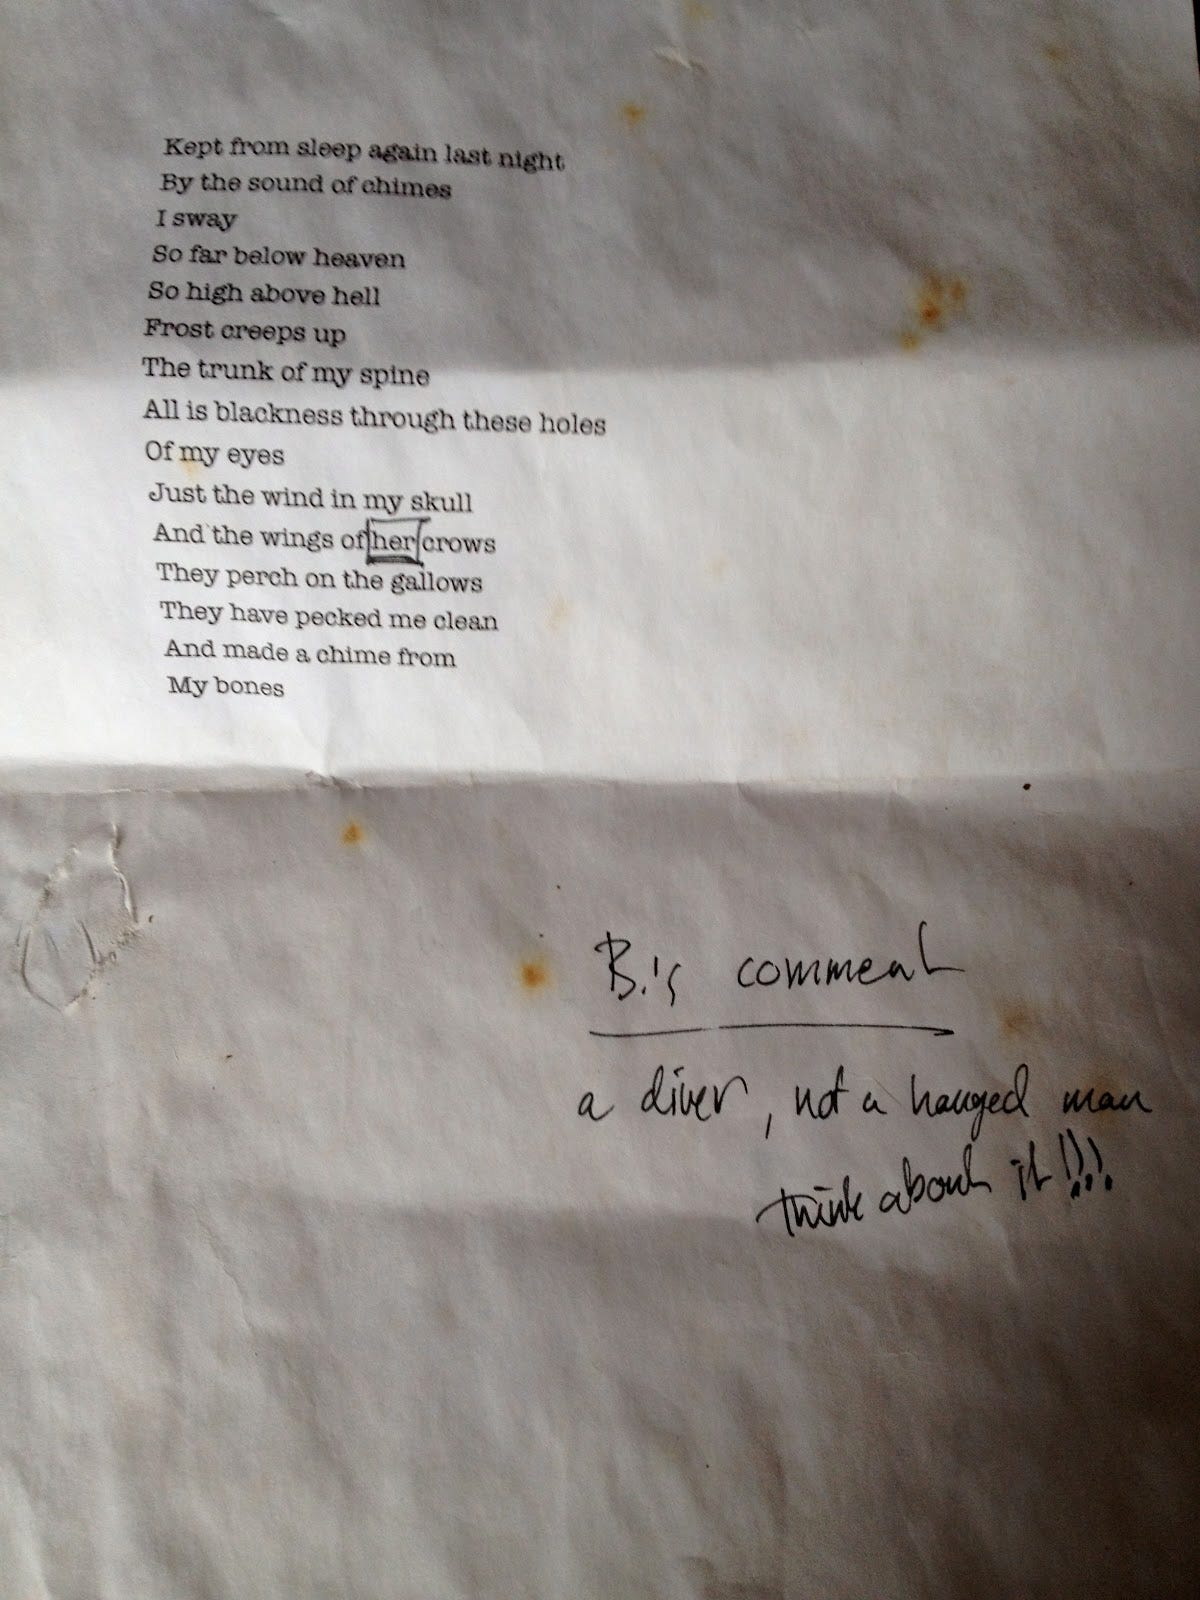 Kept from sleep again last night
By the sound of chimes
I sway
So far below heaven
So high above hell
Frost creeps up
The trunk of my spine
All is blackness through these holes
Of my eyes
Just the wind in my skull
And the wings of her crows
They perch on the gallows
They have pecked me clean
And made a chime from
My bones
B.'s comment
a diver, not a hanged man
think about it!!!